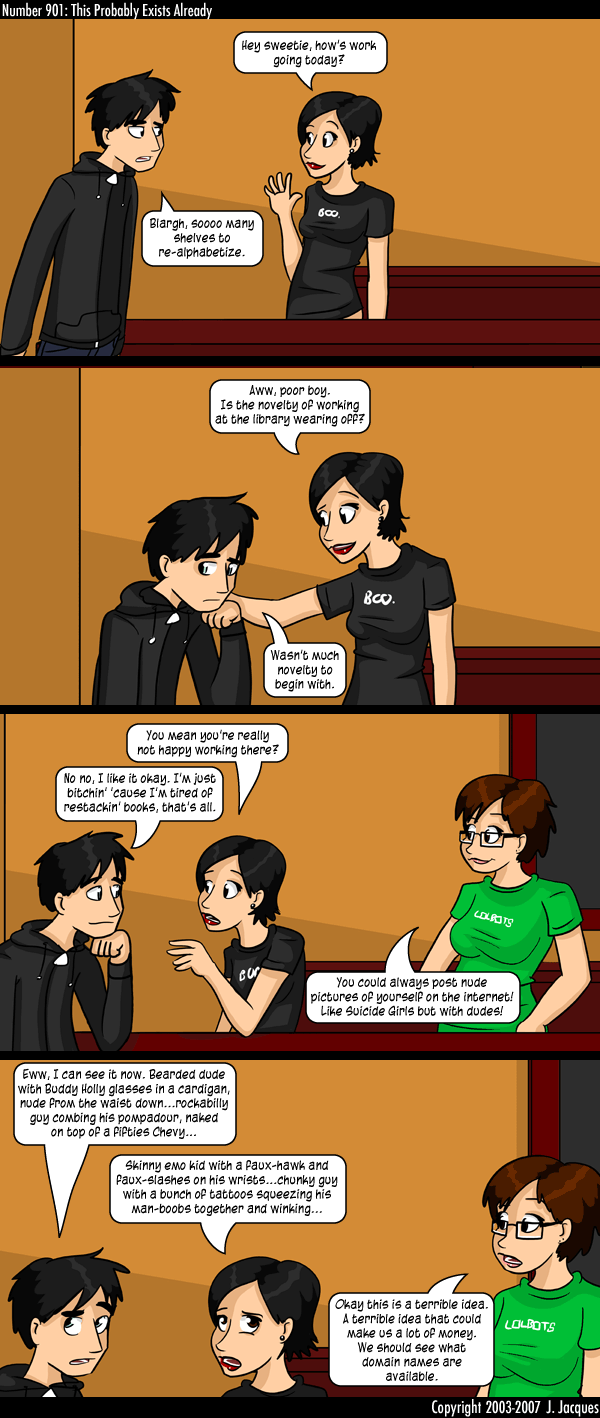 Number 901: This Probably Exists Already
Hey sweetie, how's work
going today?
Blargh, soooo many
shelves to
re-alphabetize.
BOO.
Aww, poor boy.
Is the novelty of working
at the library wearing off?
BOO.
Wasn't much
novelty to
begin with.
You mean you're really
not happy working there?
No no, I like it okay. I'm just
bitchin' 'cause I'm tired of
restackin' books, that's all.
LOLBOTS
You could always post nude
pictures of yourself on the internet!
Like Suicide Girls but with dudes!
Eww, I can see it now. Bearded dude
with Buddy Holly glasses in a cardigan,
nude from the waist down...rockabilly
guy combing his pompadour, naked
on top of a fifties Chevy...
Skinny emo kid with a faux-hawk and
faux-slashes on his wrists...chunky guy
with a bunch of tattoos squeezing his
man-boobs together and winking...
Okay this is a terrible idea.
A terrible idea that could
make us a lot of money.
We should see what
domain names are
available.
LOLBOTS
Copyright 2003-2007 J. Jacques